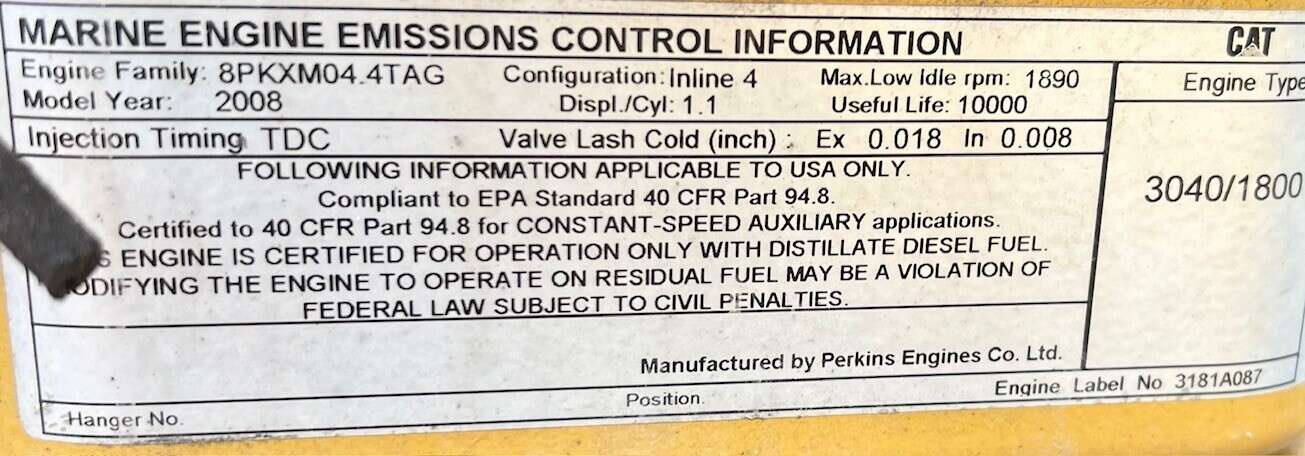 MARINE ENGINE EMISSIONS CONTROL INFORMATION CAT
Engine Family: 8PKXM04.4TAG Configuration: Inline 4 Max.Low Idle rpm: 1890 Engine Type
Model Year: 2008 Displ./Cyl: 1.1 Useful Life: 10000
Injection Timing TDC Valve Lash Cold (inch) : Ex 0.018 In 0.008
3040/1800
FOLLOWING INFORMATION APPLICABLE TO USA ONLY.
Compliant to EPA Standard 40 CFR Part 94.8.
Certified to 40 CFR Part 94.8 for CONSTANT-SPEED AUXILIARY applications.
S ENGINE IS CERTIFIED FOR OPERATION ONLY WITH DISTILLATE DIESEL FUEL.
ODIFYING THE ENGINE TO OPERATE ON RESIDUAL FUEL MAY BE A VIOLATION OF
FEDERAL LAW SUBJECT TO CIVIL PENALTIES.
Manufactured by Perkins Engines Co. Ltd.
Hanger No. Position. Engine Label No 3181A087